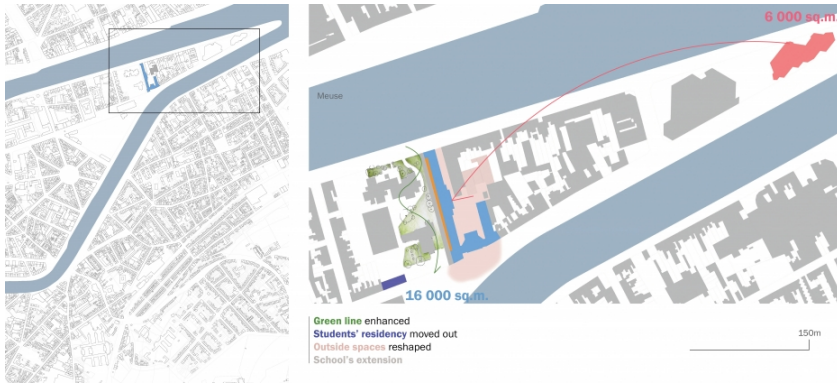 6 000 sq.m.
Meuse
16 000 sq.m.
Green line enhanced
Students' residency moved out
Outside spaces reshaped
School's extension
150m